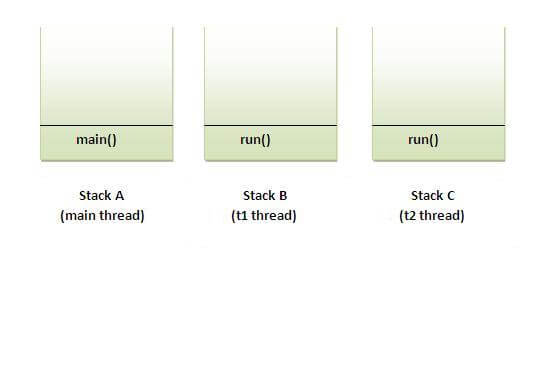 main() run() run()
Stack A Stack B Stack C
(main thread) (t1 thread) (t2 thread)